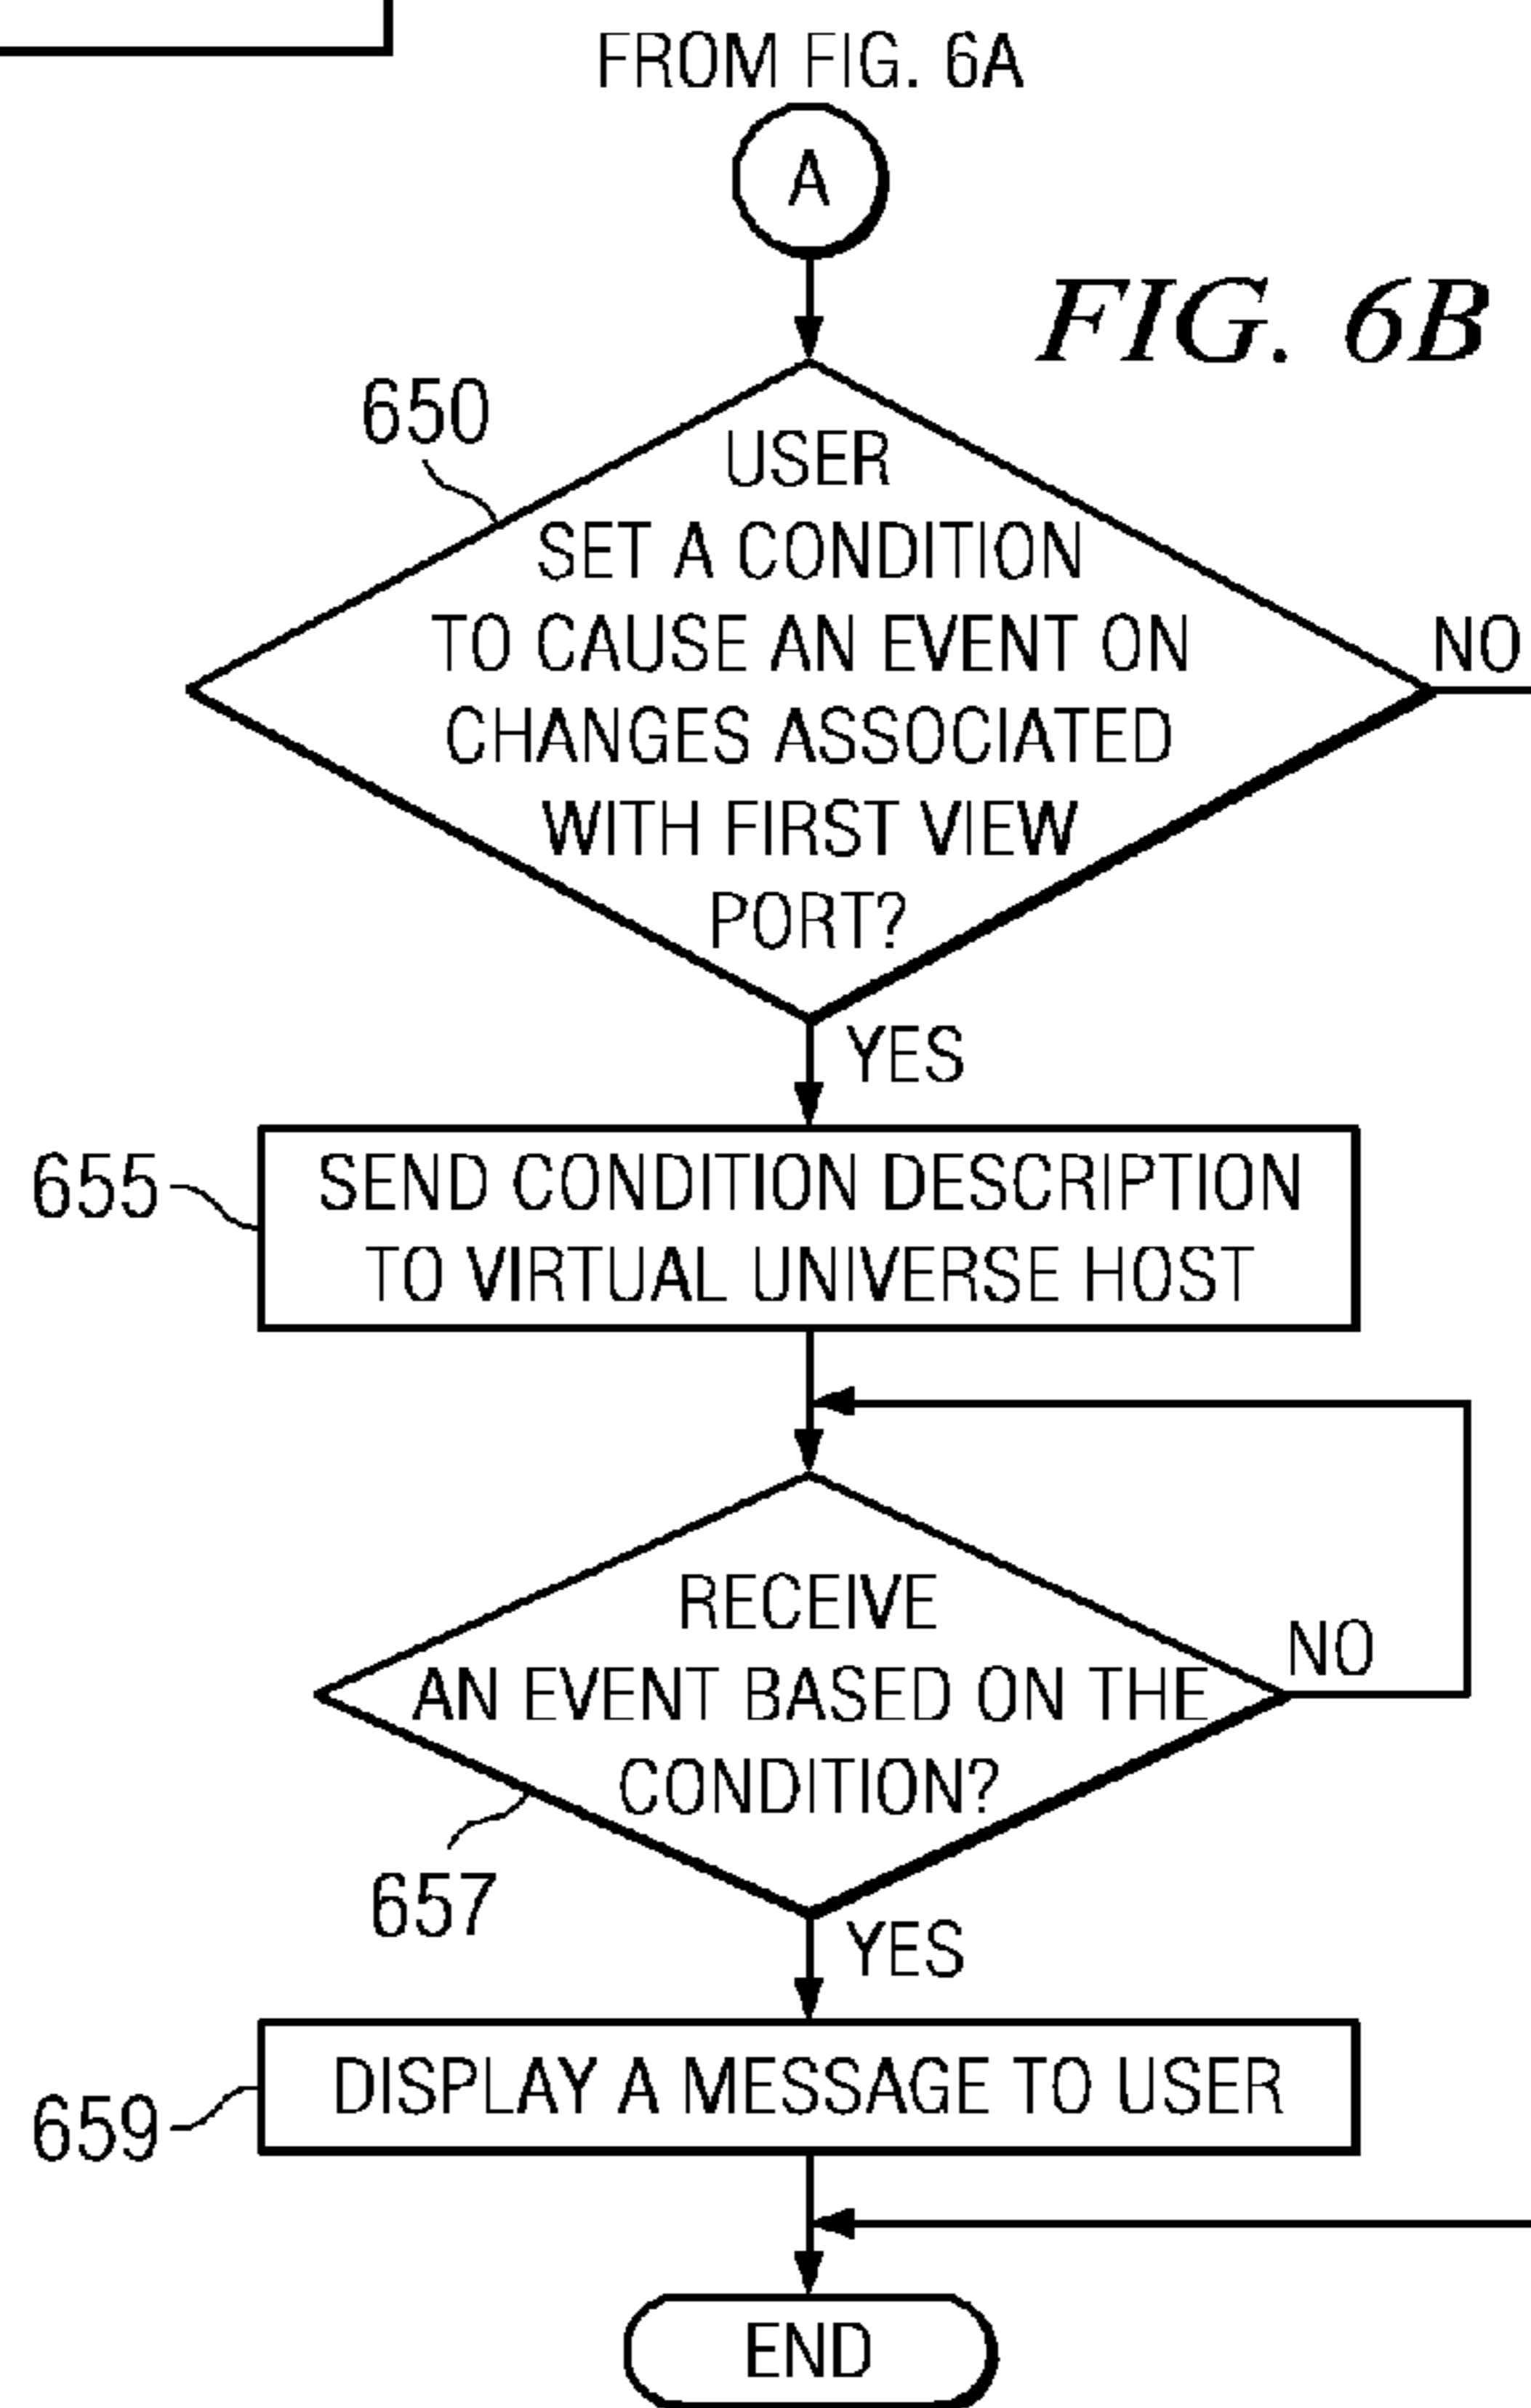 FROM FIG. 6A
A
FIG. 6B
650
USER
SET A CONDITION
TO CAUSE AN EVENT ON
CHANGES ASSOCIATED
WITH FIRST VIEW
PORT?
NO
YES
655
SEND CONDITION DESCRIPTION
TO VIRTUAL UNIVERSE HOST
RECEIVE
AN EVENT BASED ON THE
CONDITION?
NO
657
YES
659
DISPLAY A MESSAGE TO USER
END